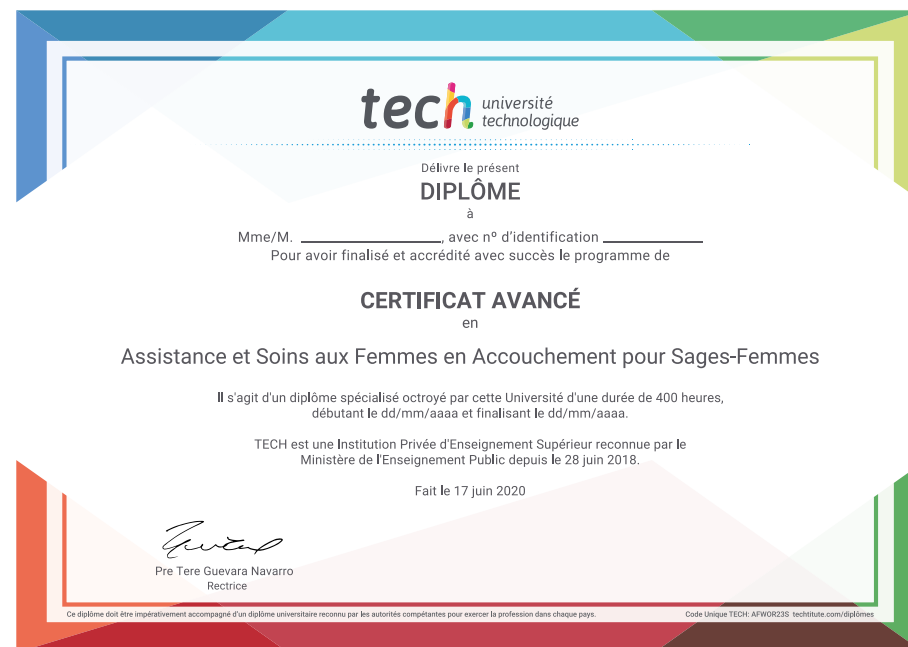 tech université
technologique
Délivre le présent
DIPLÔME
à
Mme/M. ____________________, avec nº d'identification ______________
Pour avoir finalisé et accrédité avec succès le programme de
CERTIFICAT AVANCÉ
en
Assistance et Soins aux Femmes en Accouchement pour Sages-Femmes
Il s'agit d'un diplôme spécialisé octroyé par cette Université d'une durée de 400 heures,
débutant le dd/mm/aaaa et finalisant le dd/mm/aaaa.
TECH est une Institution Privée d'Enseignement Supérieur reconnue par le
Ministère de l'Enseignement Public depuis le 28 juin 2018.
Fait le 17 juin 2020
Pre Tere Guevara Navarro
Rectrice
Ce diplôme doit être impérativement accompagné d'un diplôme universitaire reconnu par les autorités compétentes pour exercer la profession dans chaque pays.
Code Unique TECH: AFWOR23S techtitute.com/diplômes